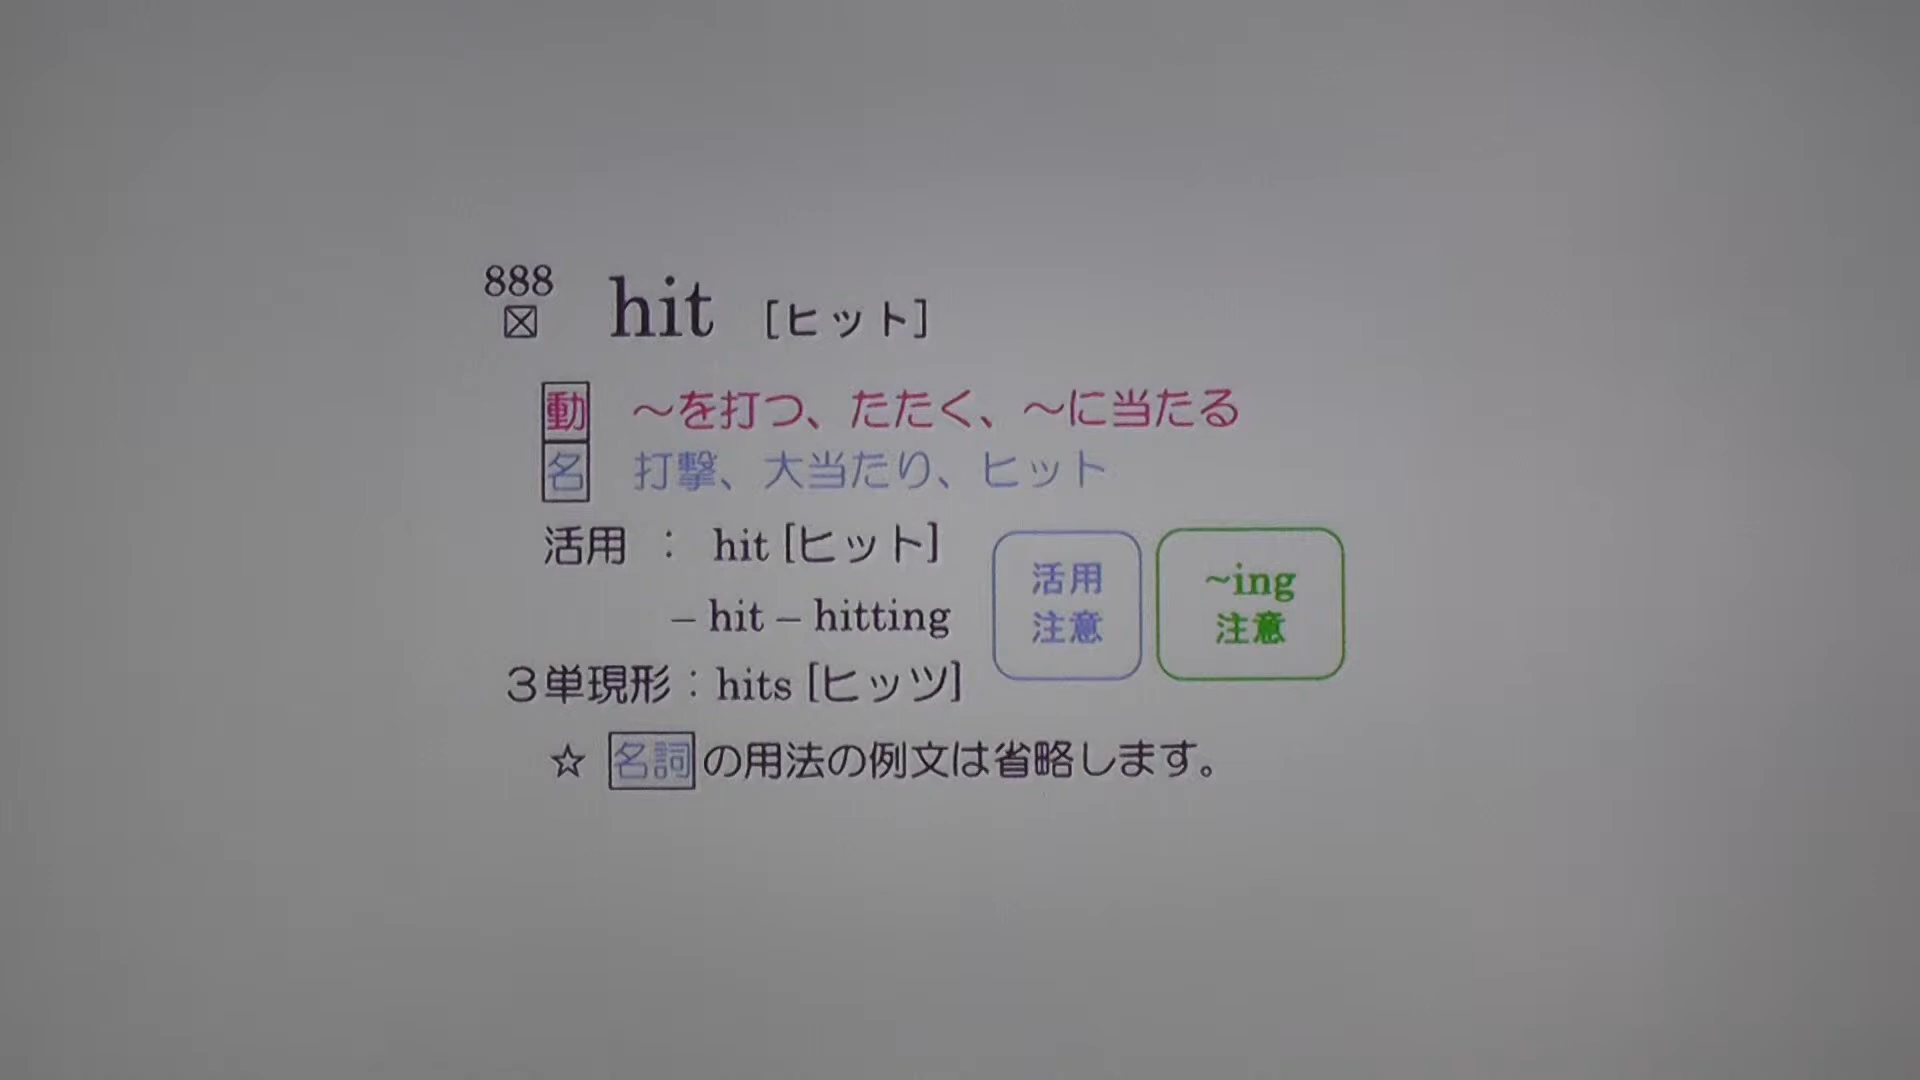 888
☒ hit [ヒット]
動 ～を打つ、たたく、～に当たる
名 打撃、大当たり、ヒット
活用 : hit [ヒット]
– hit – hitting
活用
注意
~ing
注意
３単現形 : hits [ヒッツ]
☆ 名詞 の用法の例文は省略します。